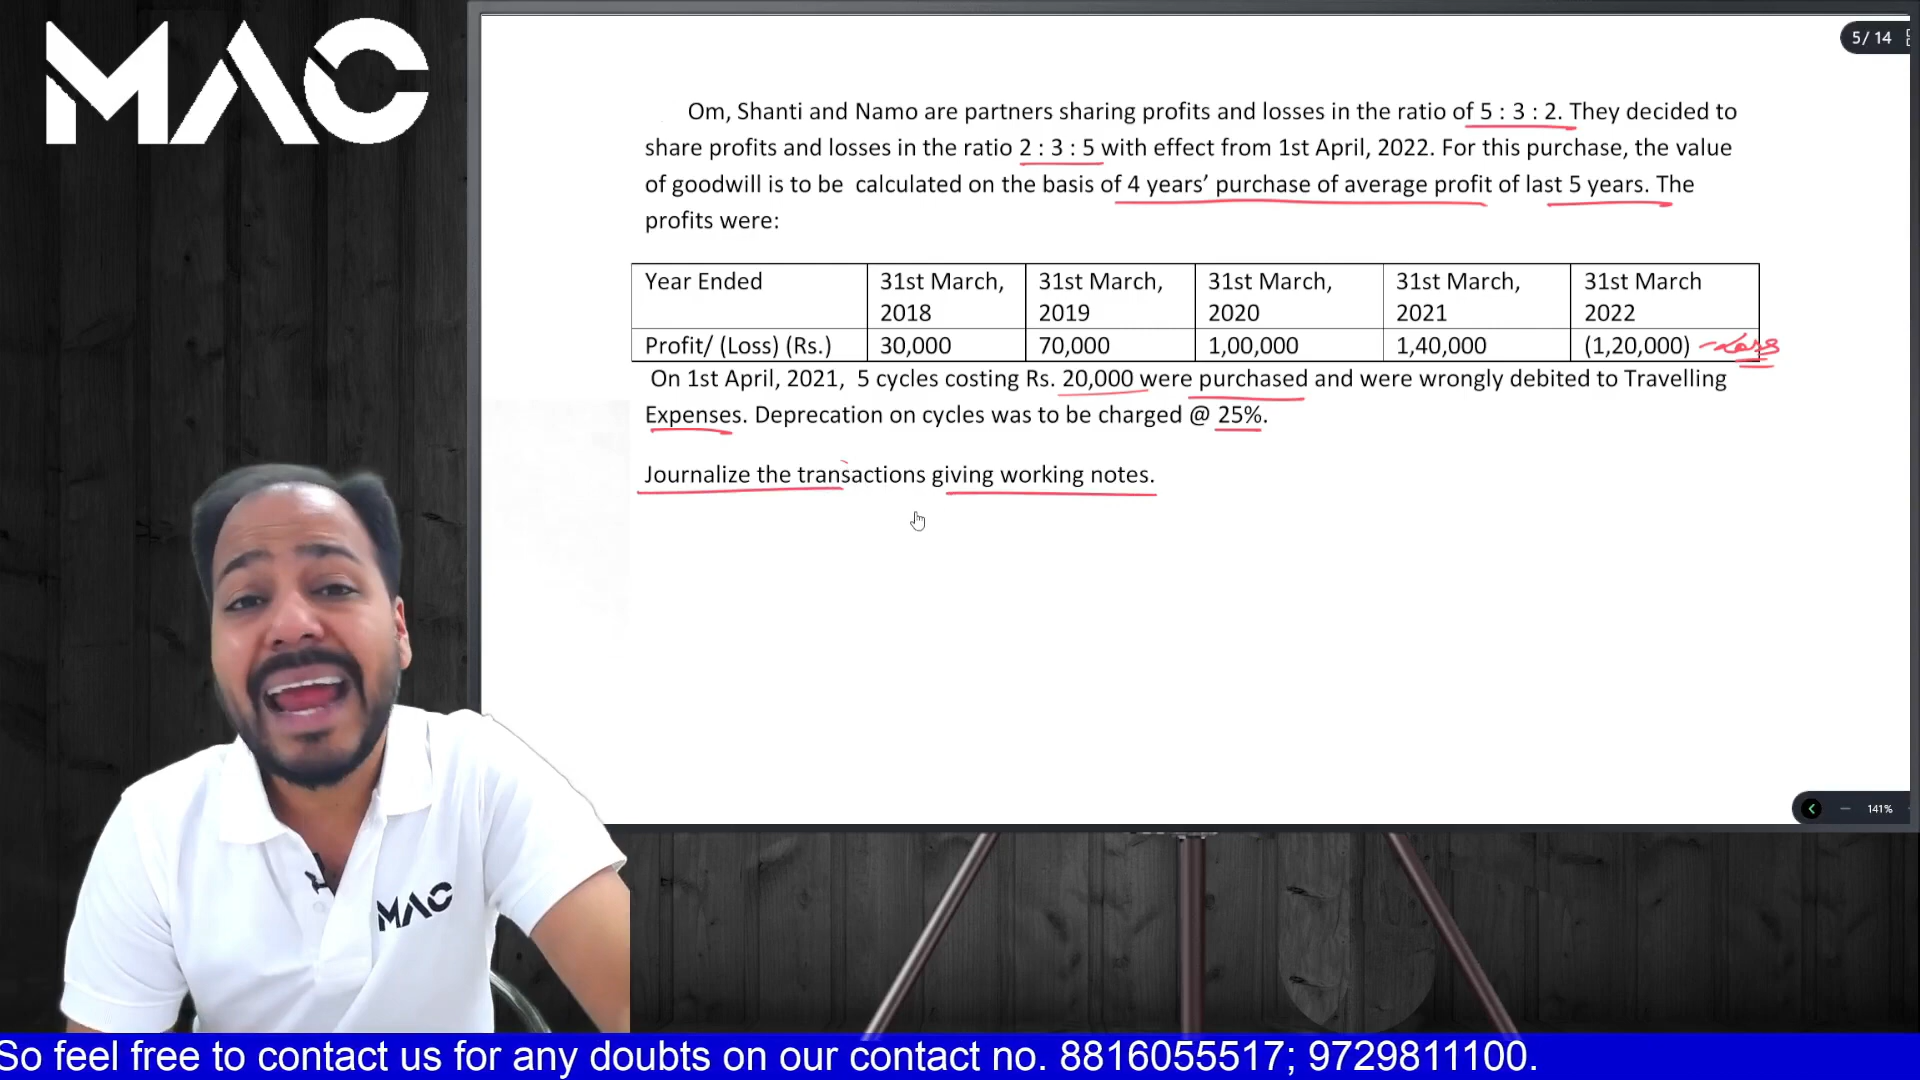 MAC
5/ 14
Om, Shanti and Namo are partners sharing profits and losses in the ratio of 5 : 3 : 2. They decided to
share profits and losses in the ratio 2 : 3 : 5 with effect from 1st April, 2022. For this purchase, the value
of goodwill is to be calculated on the basis of 4 years’ purchase of average profit of last 5 years. The
profits were:
Year Ended 31st March, 2018 31st March, 2019 31st March, 2020 31st March, 2021 31st March 2022
Profit/ (Loss) (Rs.) 30,000 70,000 1,00,000 1,40,000 (1,20,000) - Loss
On 1st April, 2021, 5 cycles costing Rs. 20,000 were purchased and were wrongly debited to Travelling
Expenses. Deprecation on cycles was to be charged @ 25%.
Journalize the transactions giving working notes.
141%
MAC
So feel free to contact us for any doubts on our contact no. 8816055517; 9729811100.